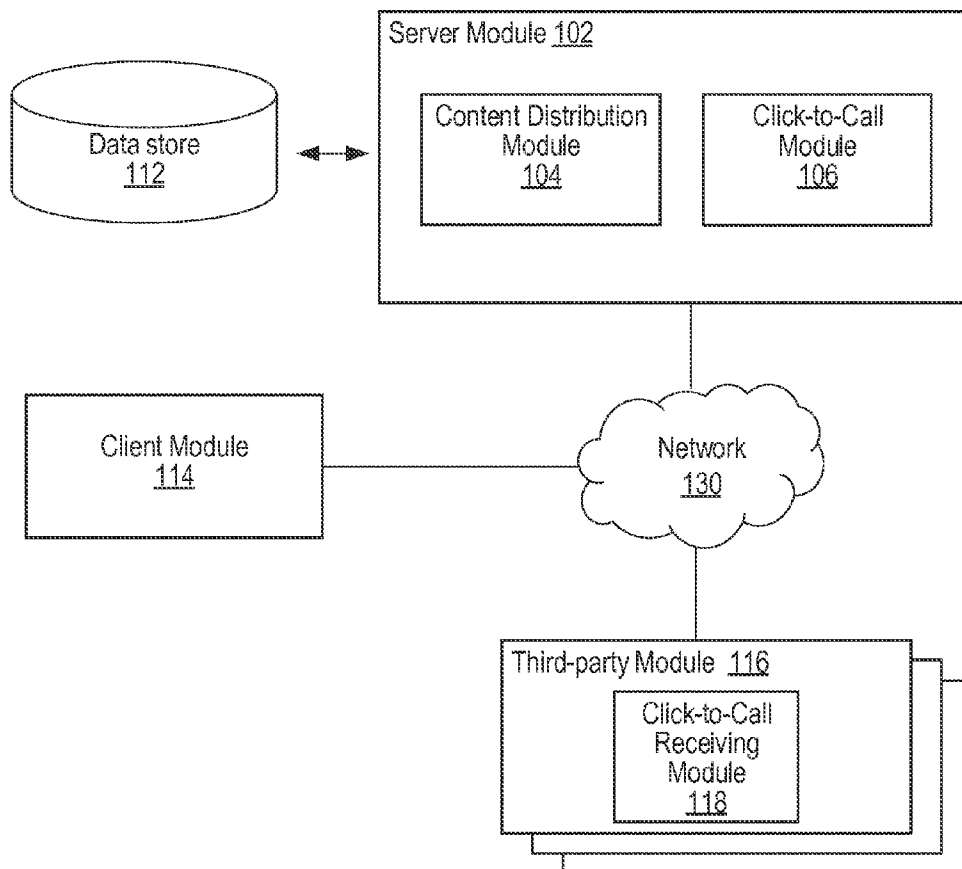 Server Module 102
Data store
112
Content Distribution
Module
104
Click-to-Call
Module
106
Client Module
114
Network
130
Third-party Module 116
Click-to-Call
Receiving
Module
118